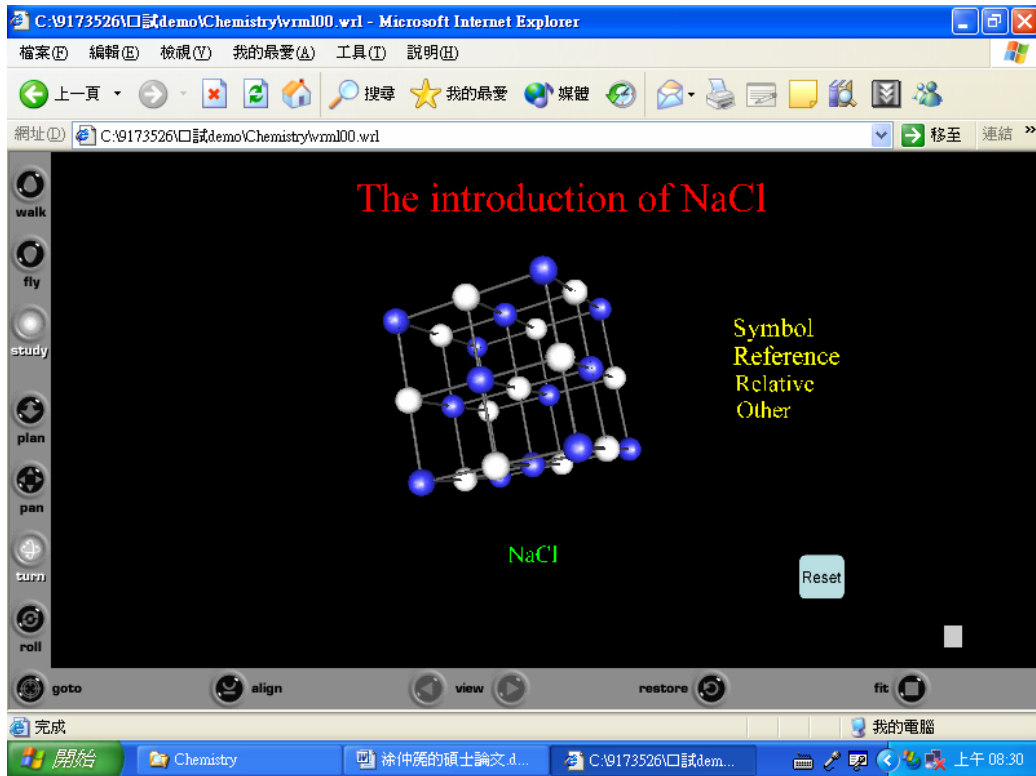 C:\9173526\口試demo\Chemistry\wrml00.wrl - Microsoft Internet Explorer
檔案(F) 編輯(E) 檢視(V) 我的最愛(A) 工具(T) 說明(H)
上一頁 搜尋 我的最愛 媒體
網址(D) C:\9173526\口試demo\Chemistry\wrml00.wrl 移至 連結 »
The introduction of NaCl
walk
fly
study
plan
pan
turn
roll
Symbol
Reference
Relative
Other
NaCl
Reset
goto align view restore fit
完成 我的電腦
開始 Chemistry 涂仲箎的碩士論文.d... C:\9173526\口試dem... 上午 08:30